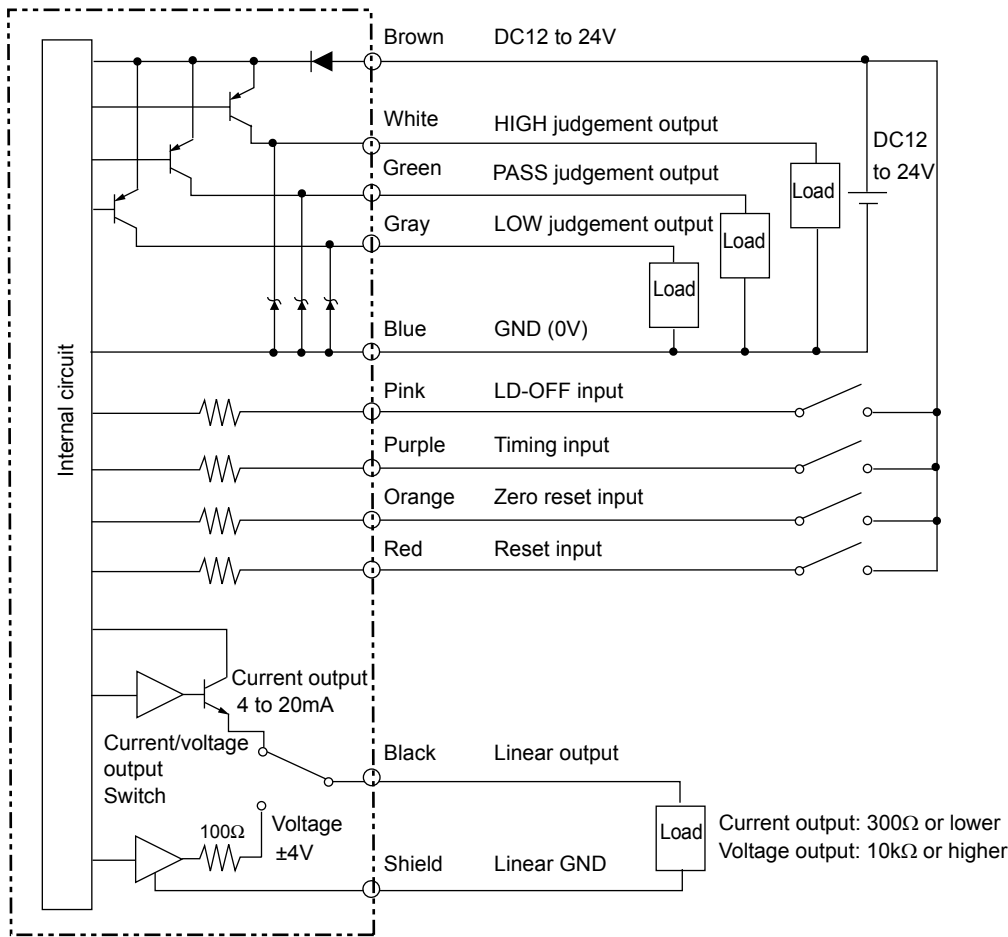 Brown DC12 to 24V
White HIGH judgement output
DC12
to 24V
Green PASS judgement output
Load
Gray LOW judgement output
Load
Load
Blue GND (0V)
Internal circuit
Pink LD-OFF input
Purple Timing input
Orange Zero reset input
Red Reset input
Current output
4 to 20mA
Current/voltage
output
Switch
Black Linear output
100Ω
Voltage
±4V
Load
Current output: 300Ω or lower
Voltage output: 10kΩ or higher
Shield Linear GND